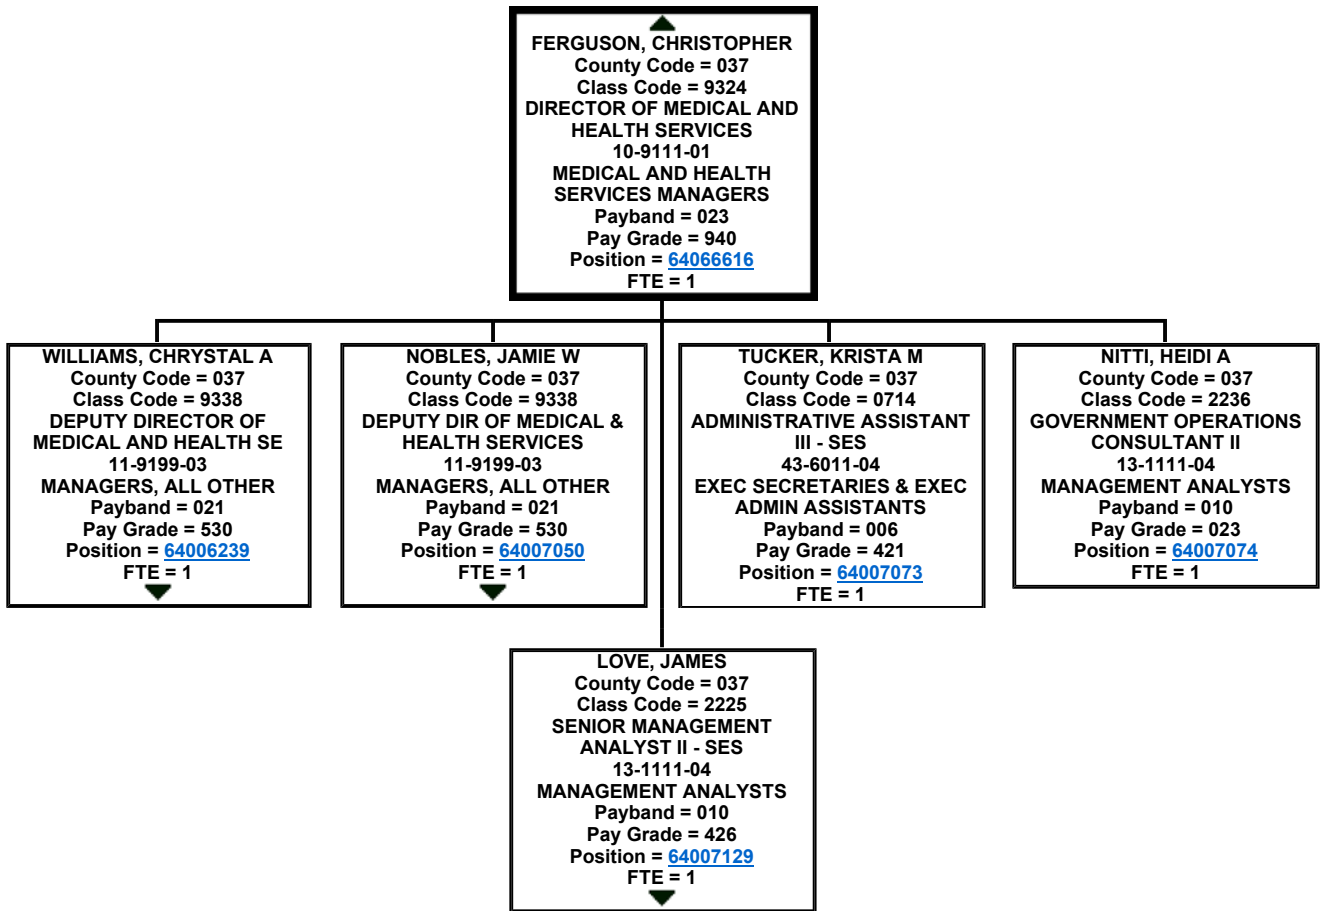 FERGUSON, CHRISTOPHER
County Code = 037
Class Code = 9324
DIRECTOR OF MEDICAL AND
HEALTH SERVICES
10-9111-01
MEDICAL AND HEALTH
SERVICES MANAGERS
Payband = 023
Pay Grade = 940
Position = 64066616
FTE = 1
WILLIAMS, CHRYSTAL A
County Code = 037
Class Code = 9338
DEPUTY DIRECTOR OF
MEDICAL AND HEALTH SE
11-9199-03
MANAGERS, ALL OTHER
Payband = 021
Pay Grade = 530
Position = 64006239
FTE = 1
NOBLES, JAMIE W
County Code = 037
Class Code = 9338
DEPUTY DIR OF MEDICAL &
HEALTH SERVICES
11-9199-03
MANAGERS, ALL OTHER
Payband = 021
Pay Grade = 530
Position = 64007050
FTE = 1
TUCKER, KRISTA M
County Code = 037
Class Code = 0714
ADMINISTRATIVE ASSISTANT
III - SES
43-6011-04
EXEC SECRETARIES & EXEC
ADMIN ASSISTANTS
Payband = 006
Pay Grade = 421
Position = 64007073
FTE = 1
NITTI, HEIDI A
County Code = 037
Class Code = 2236
GOVERNMENT OPERATIONS
CONSULTANT II
13-1111-04
MANAGEMENT ANALYSTS
Payband = 010
Pay Grade = 023
Position = 64007074
FTE = 1
LOVE, JAMES
County Code = 037
Class Code = 2225
SENIOR MANAGEMENT
ANALYST II - SES
13-1111-04
MANAGEMENT ANALYSTS
Payband = 010
Pay Grade = 426
Position = 64007129
FTE = 1